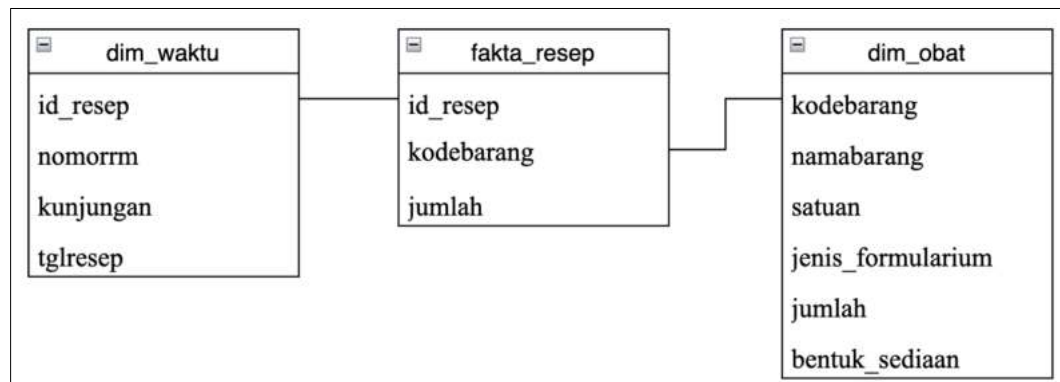 dim_waktu
id_resep
nomorrm
kunjungan
tglresep
fakta_resep
id_resep
kodebarang
jumlah
dim_obat
kodebarang
namabarang
satuan
jenis_formularium
jumlah
bentuk_sediaan